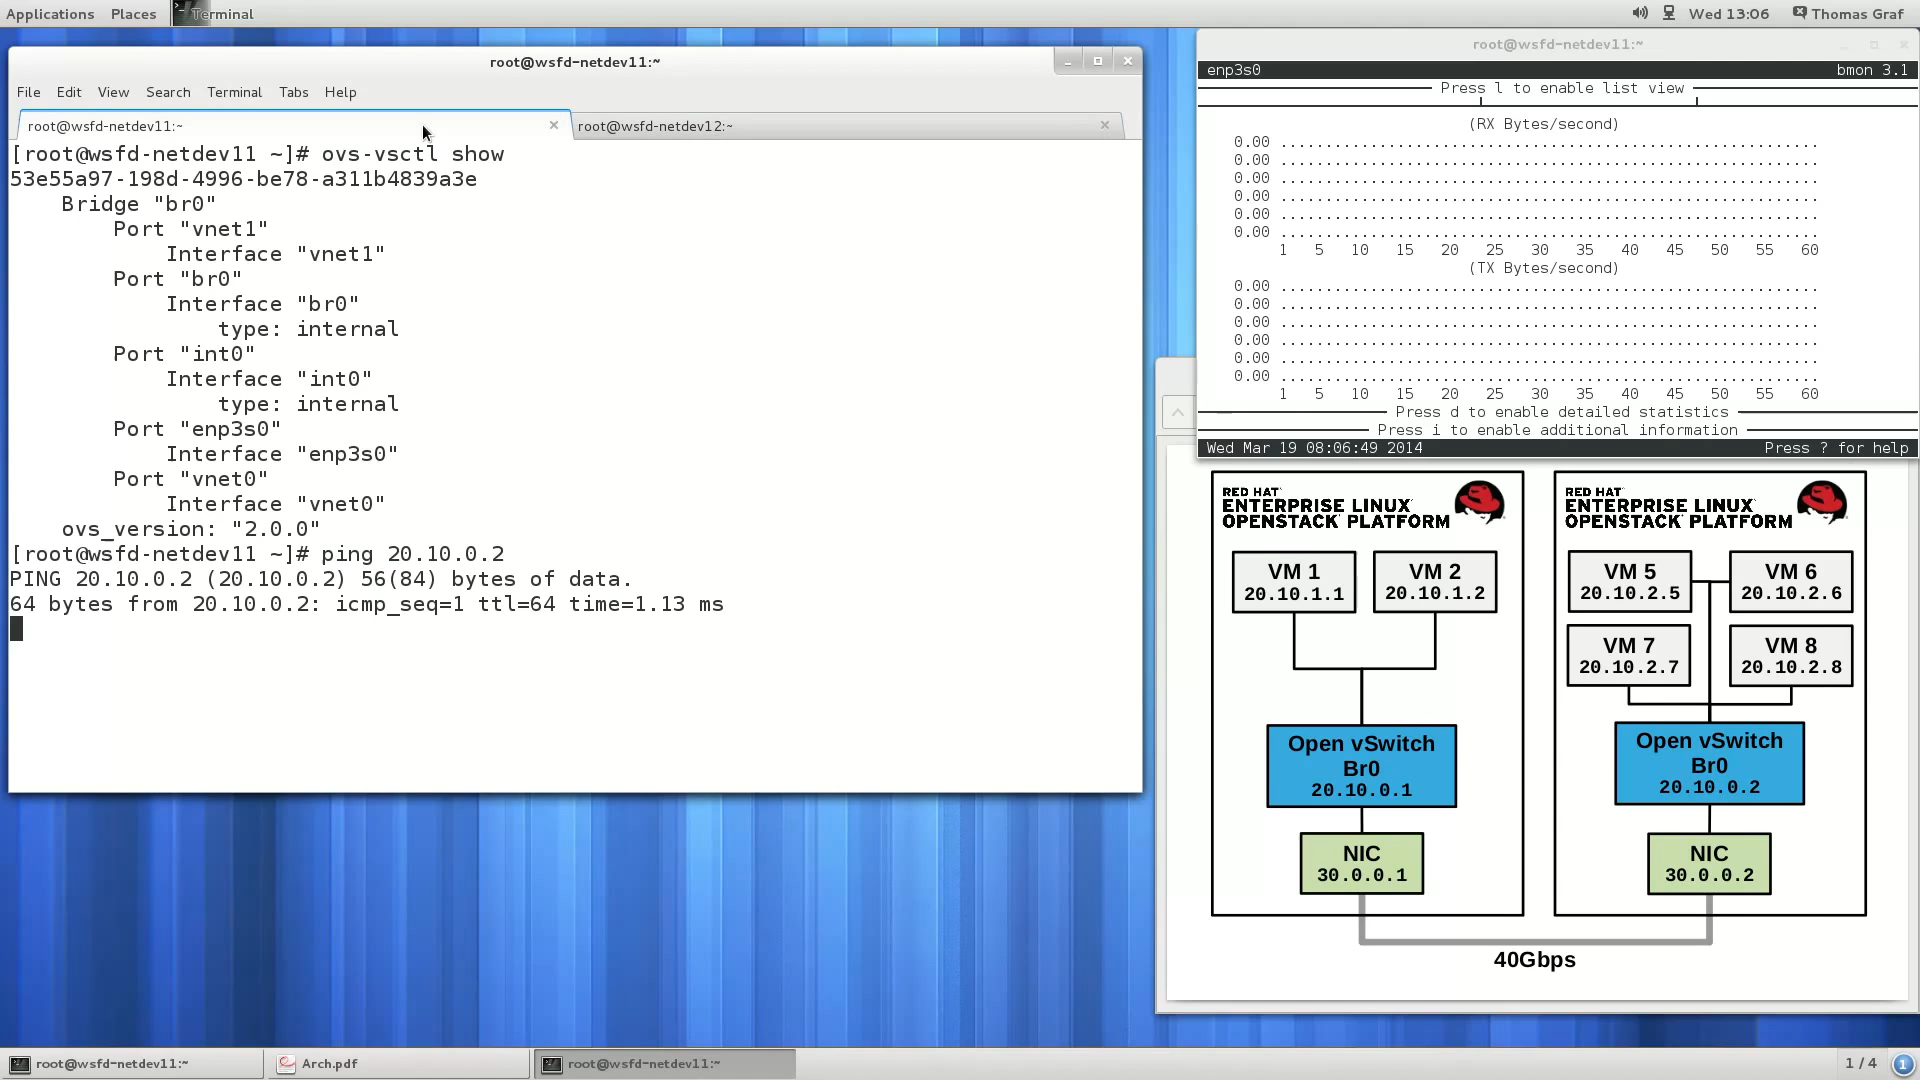 Applications Places Terminal Wed 13:06 Thomas Graf
root@wsfd-netdev11:~
File Edit View Search Terminal Tabs Help
root@wsfd-netdev11:~ root@wsfd-netdev12:~
[root@wsfd-netdev11 ~]# ovs-vsctl show
53e55a97-198d-4996-be78-a311b4839a3e
    Bridge "br0"
        Port "vnet1"
            Interface "vnet1"
        Port "br0"
            Interface "br0"
                type: internal
        Port "int0"
            Interface "int0"
                type: internal
        Port "enp3s0"
            Interface "enp3s0"
        Port "vnet0"
            Interface "vnet0"
    ovs_version: "2.0.0"
[root@wsfd-netdev11 ~]# ping 20.10.0.2
PING 20.10.0.2 (20.10.0.2) 56(84) bytes of data.
64 bytes from 20.10.0.2: icmp_seq=1 ttl=64 time=1.13 ms
root@wsfd-netdev11:~
enp3s0 bmon 3.1
Press l to enable list view
(RX Bytes/second)
0.00 ............................................................
0.00 ............................................................
0.00 ............................................................
0.00 ............................................................
0.00 ............................................................
0.00 ............................................................
1 5 10 15 20 25 30 35 40 45 50 55 60
(TX Bytes/second)
0.00 ............................................................
0.00 ............................................................
0.00 ............................................................
0.00 ............................................................
0.00 ............................................................
0.00 ............................................................
1 5 10 15 20 25 30 35 40 45 50 55 60
Press d to enable detailed statistics
Press i to enable additional information
Wed Mar 19 08:06:49 2014 Press ? for help
RED HAT
ENTERPRISE LINUX
OPENSTACK PLATFORM
VM 1
20.10.1.1
VM 2
20.10.1.2
Open vSwitch
Br0
20.10.0.1
NIC
30.0.0.1
RED HAT
ENTERPRISE LINUX
OPENSTACK PLATFORM
VM 5
20.10.2.5
VM 6
20.10.2.6
VM 7
20.10.2.7
VM 8
20.10.2.8
Open vSwitch
Br0
20.10.0.2
NIC
30.0.0.2
40Gbps
root@wsfd-netdev11:~ Arch.pdf root@wsfd-netdev11:~ 1 / 4 1